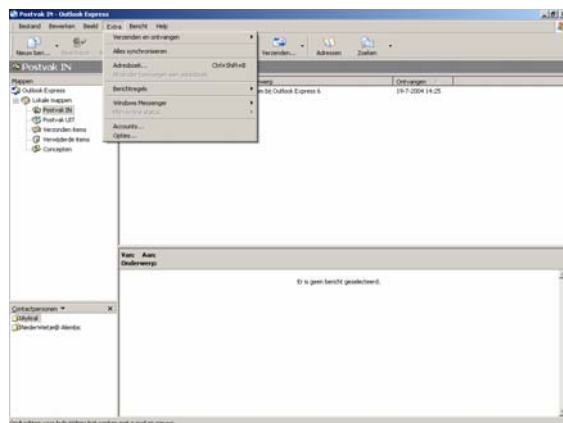 Postvak IN - Outlook Express
Bestand Bewerken Beeld Extra Bericht Help
Nieuw ber... Verzenden... Adressen Zoeken
Postvak IN
Verzenden en ontvangen
Alles synchroniseren
Adresboek... Ctrl+Shift+B
Berichtregels
Windows Messenger
Accounts...
Opties...
Ontvangen
bij Outlook Express 6 19-7-2004 14:25
Mappen
Outlook Express
Lokale mappen
Postvak IN
Postvak UIT
Verzonden items
Verwijderde items
Concepten
Van: Aan:
Onderwerp:
Er is geen bericht geselecteerd.
Contactpersonen